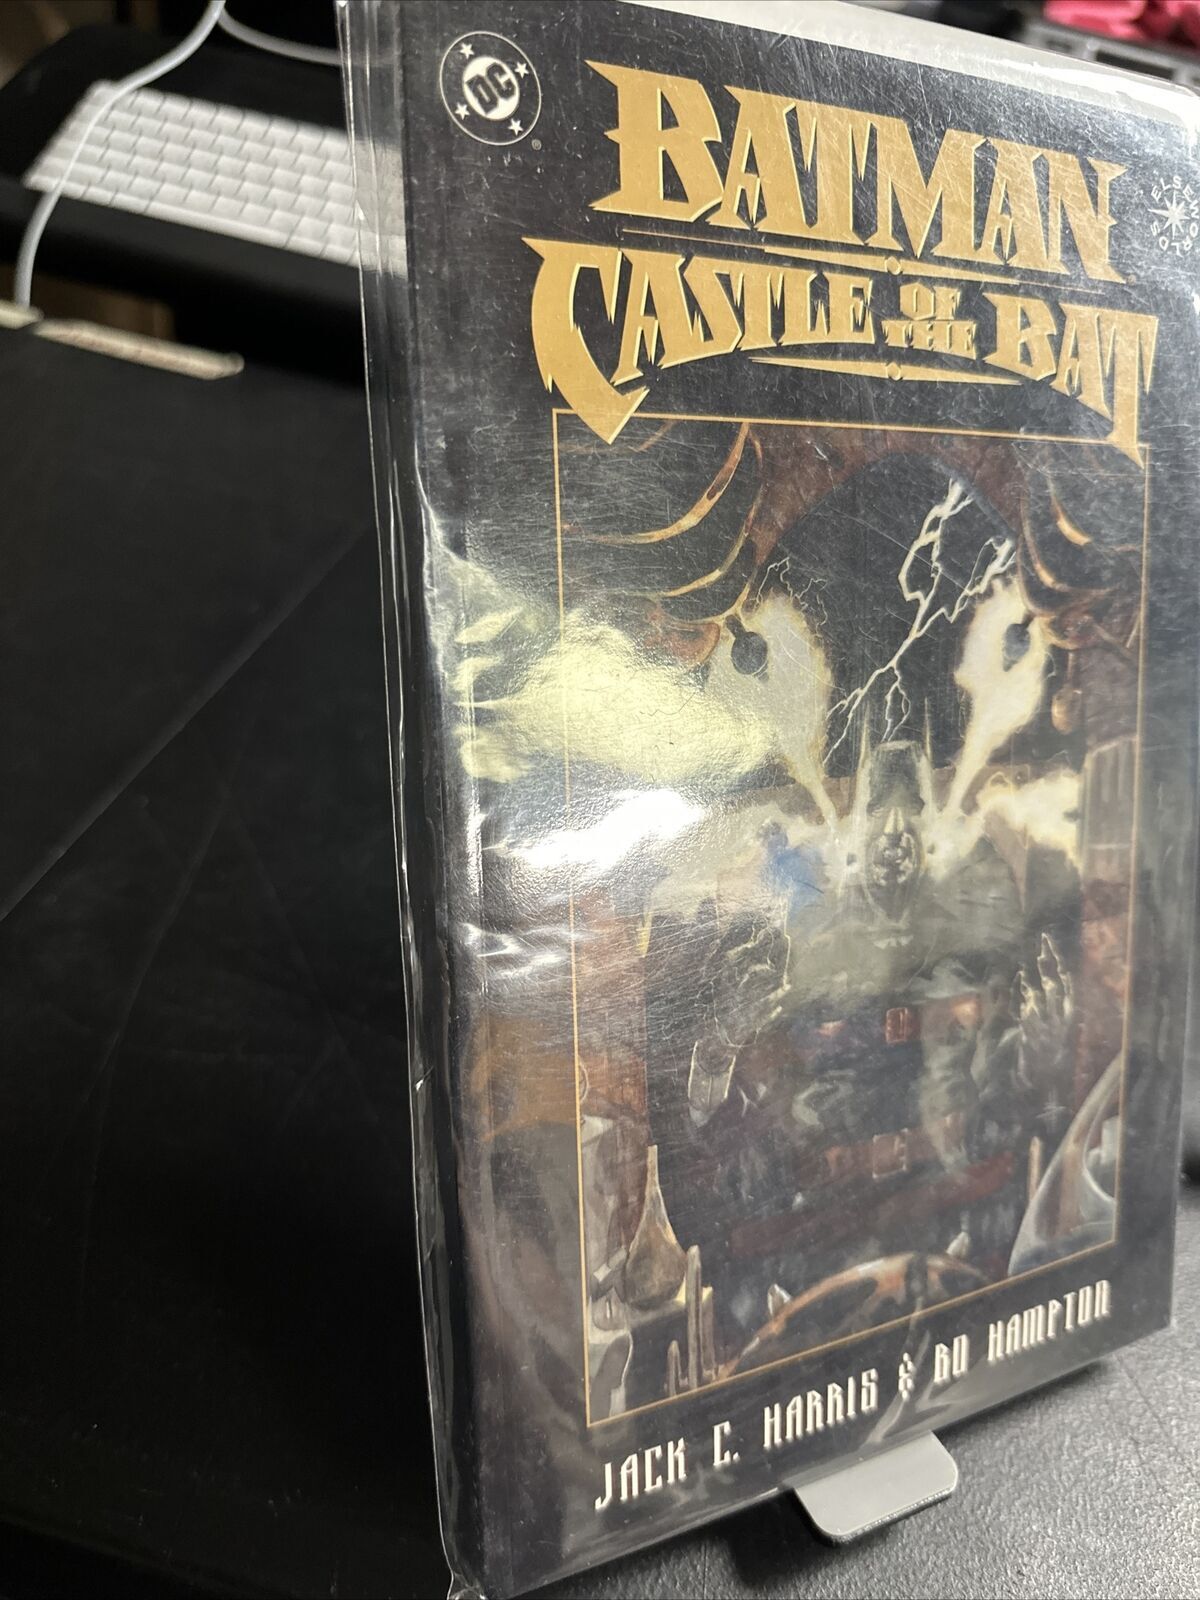 DC
®
BATMAN
ELSEWORLDS
CASTLE OF THE BAT
JACK C. HARRIS & BO HAMPTON